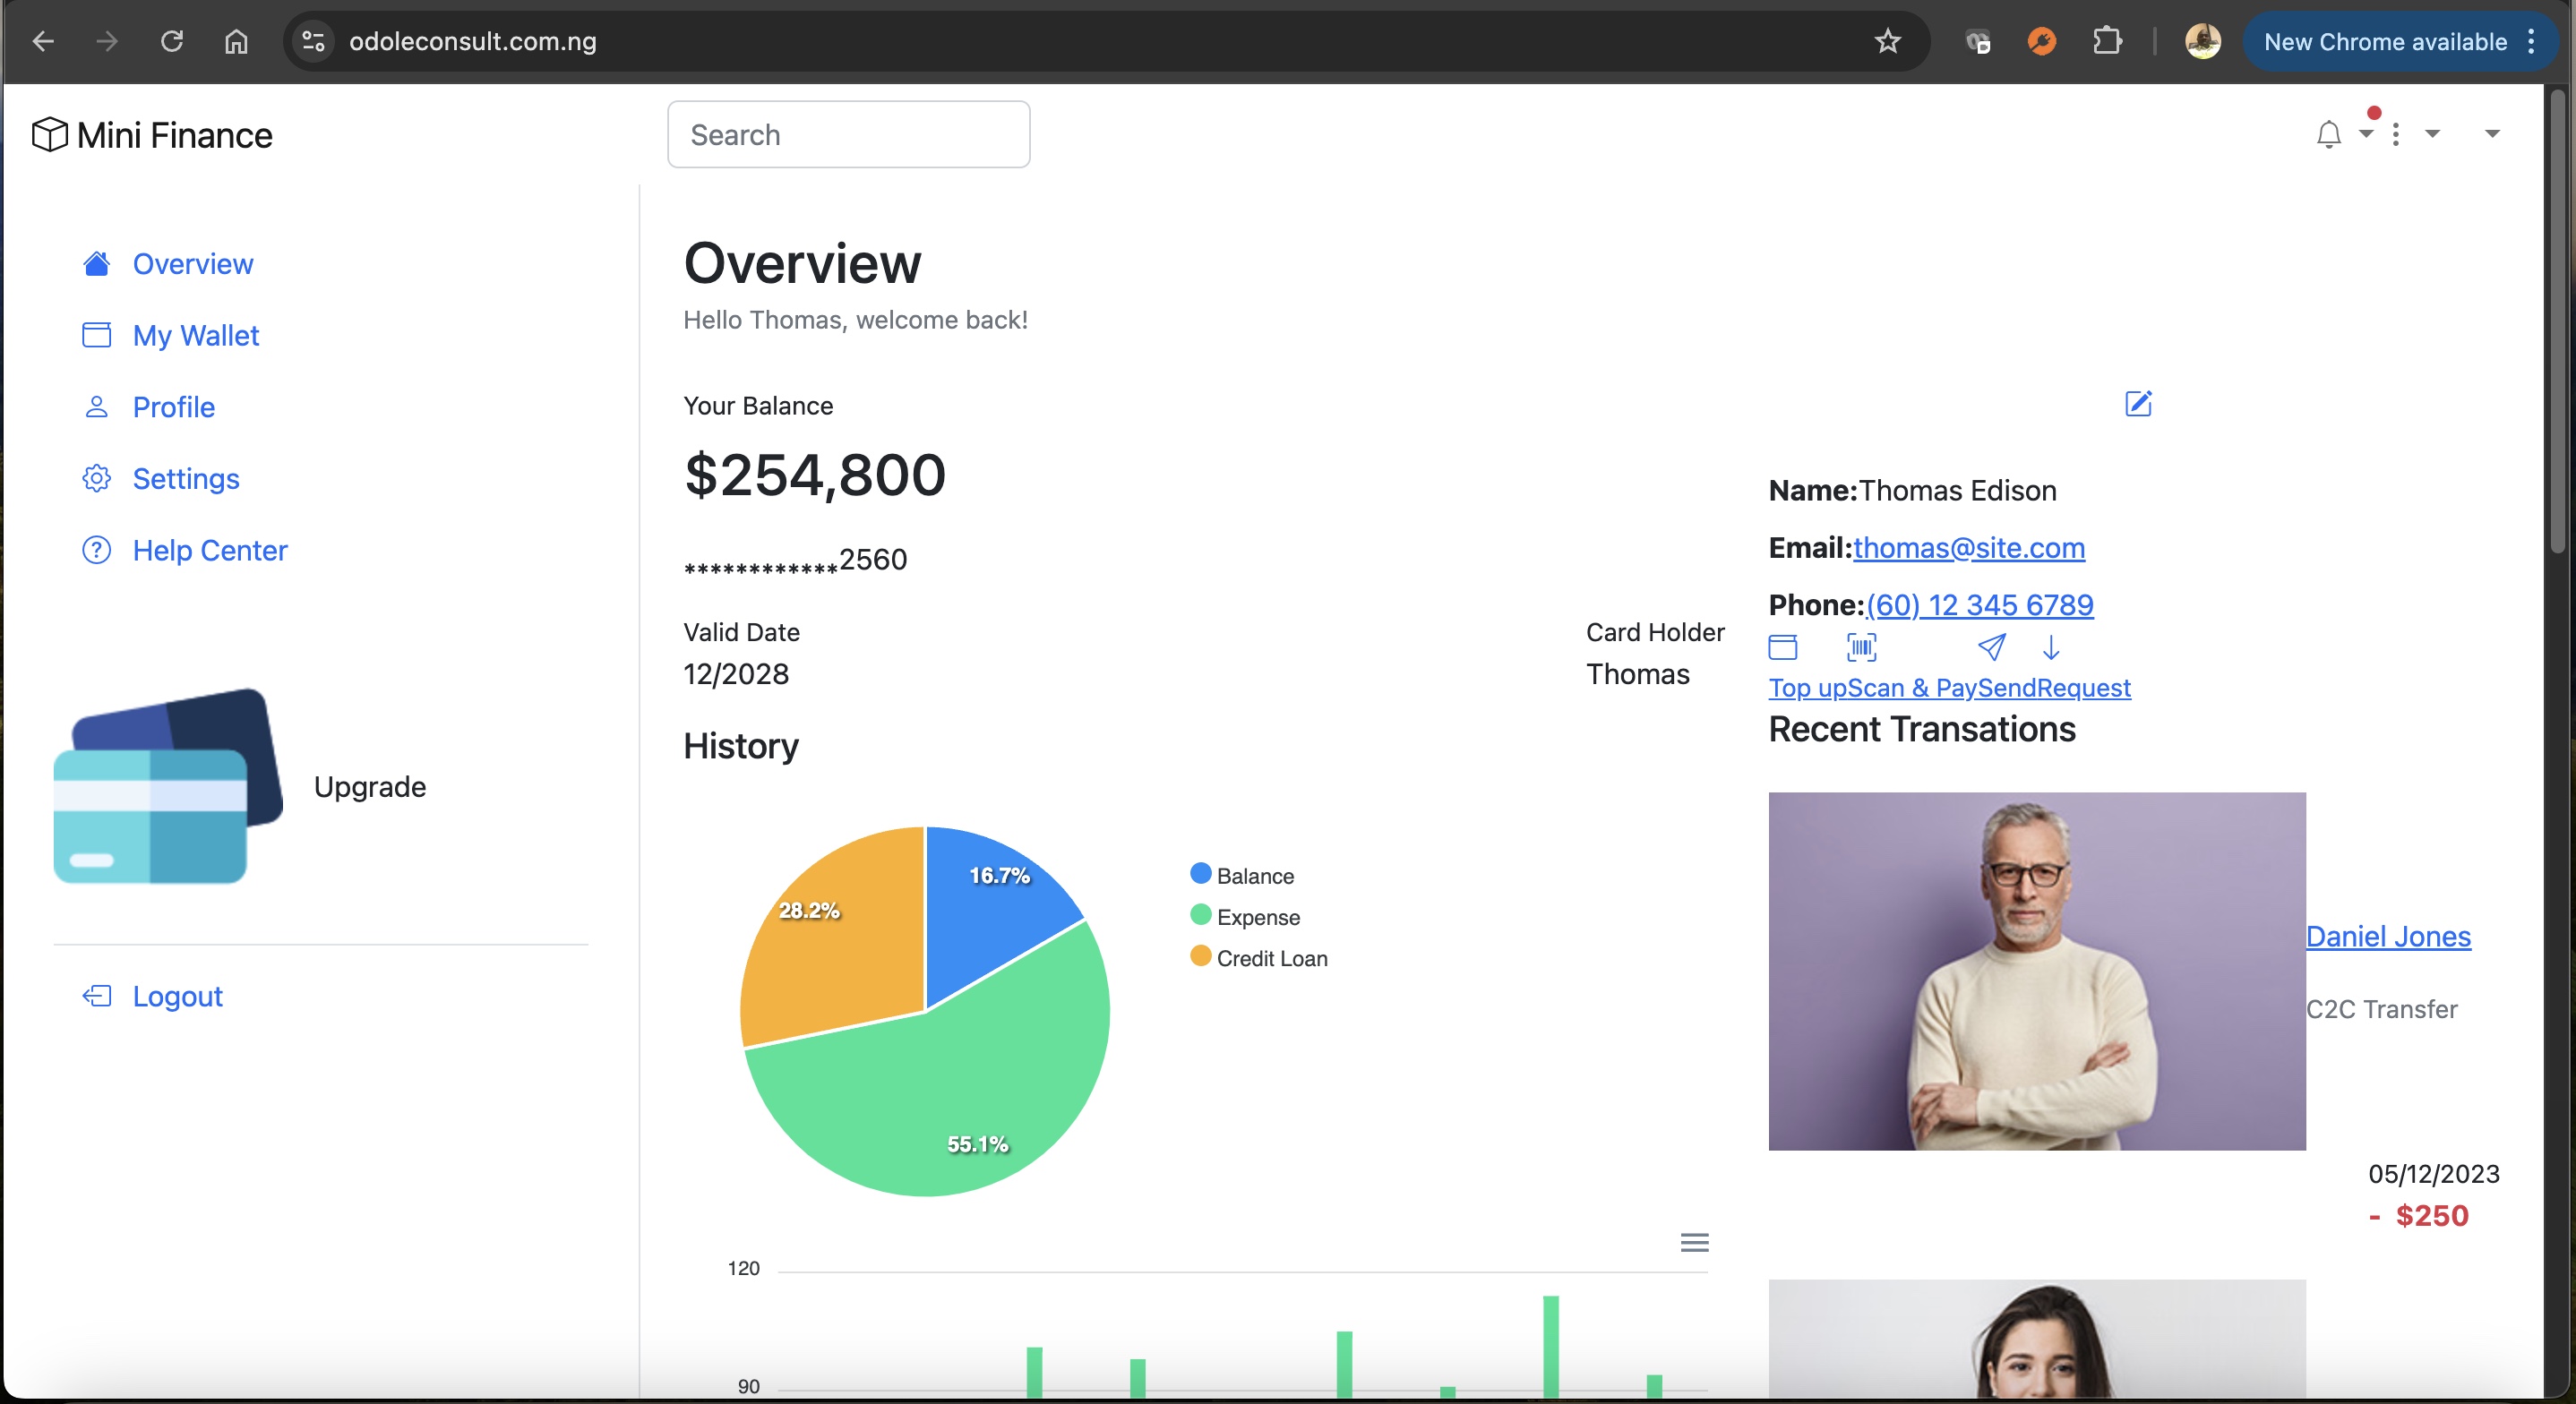 odoleconsult.com.ng
New Chrome available
Mini Finance
Search
Overview
My Wallet
Profile
Settings
Help Center
Upgrade
Logout
Overview
Hello Thomas, welcome back!
Your Balance
$254,800
************2560
Valid Date
12/2028
Card Holder
Thomas
History
16.7%
28.2%
55.1%
Balance
Expense
Credit Loan
120
90
Name:Thomas Edison
Email:thomas@site.com
Phone:(60) 12 345 6789
Top upScan & PaySendRequest
Recent Transations
Daniel Jones
C2C Transfer
05/12/2023
- $250